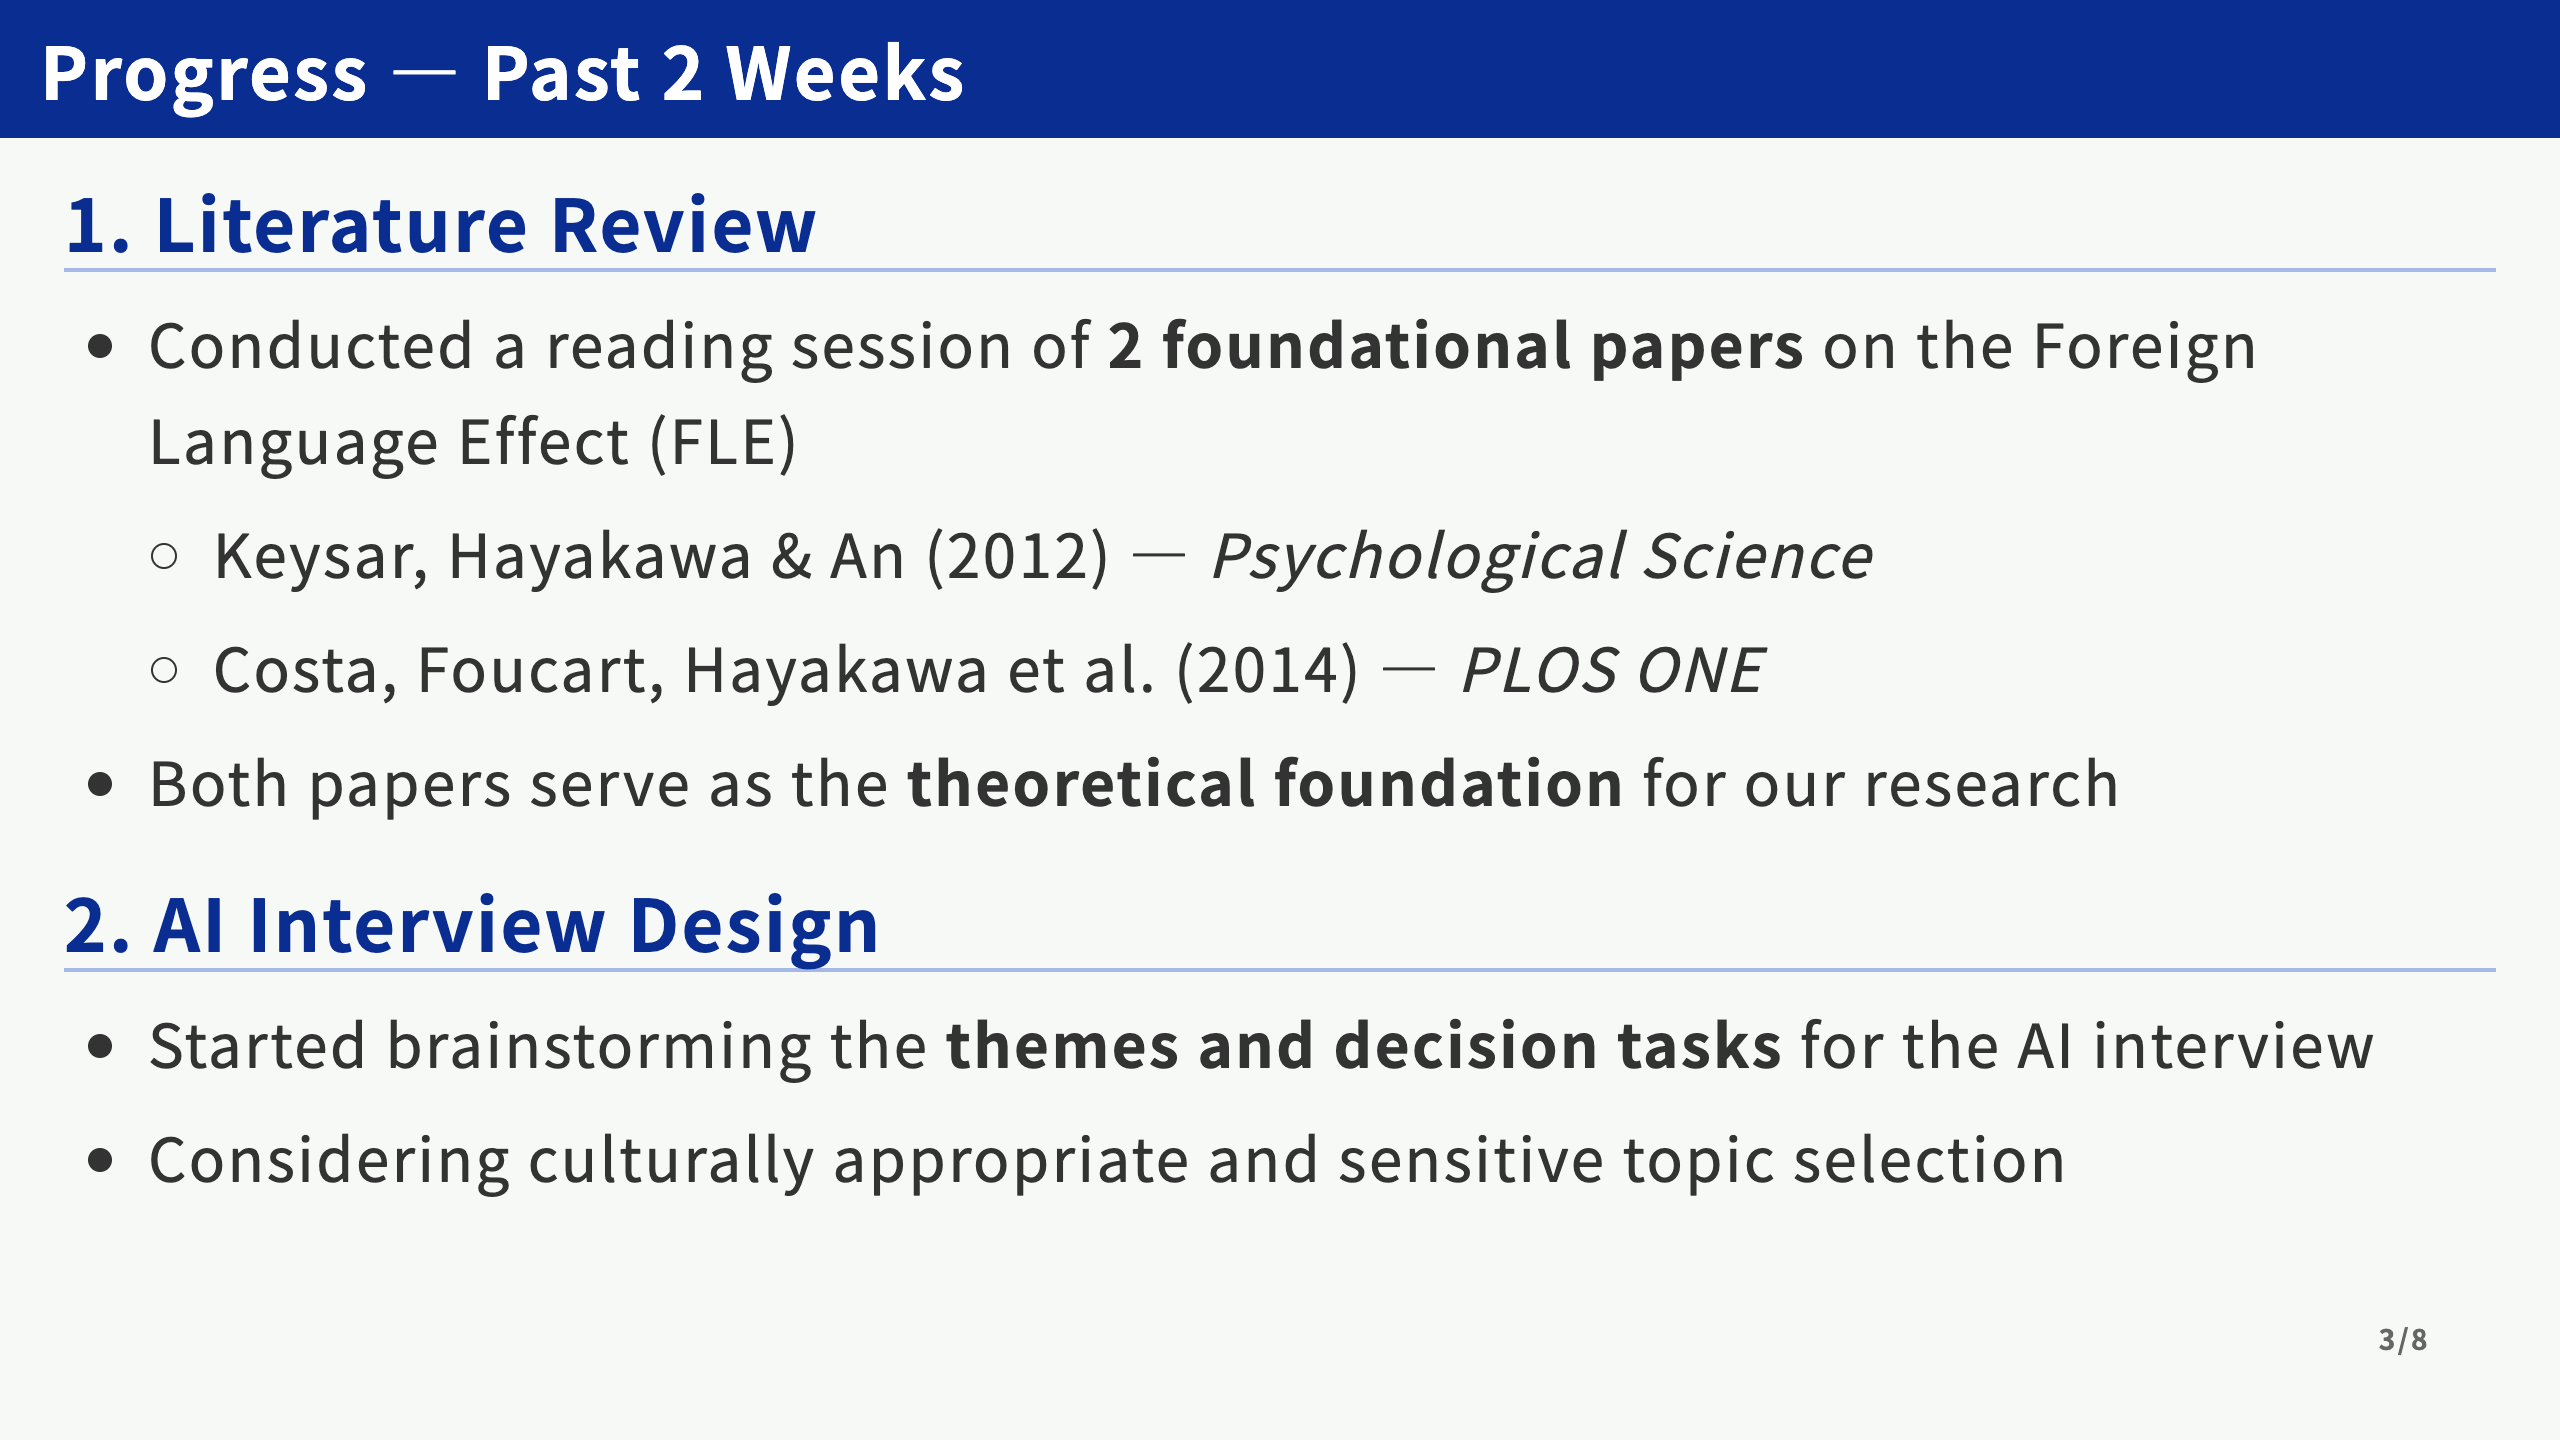 Progress — Past 2 Weeks
1. Literature Review
• Conducted a reading session of 2 foundational papers on the Foreign
Language Effect (FLE)
○ Keysar, Hayakawa & An (2012) — Psychological Science
○ Costa, Foucart, Hayakawa et al. (2014) — PLOS ONE
• Both papers serve as the theoretical foundation for our research
2. AI Interview Design
• Started brainstorming the themes and decision tasks for the AI interview
• Considering culturally appropriate and sensitive topic selection
3/8